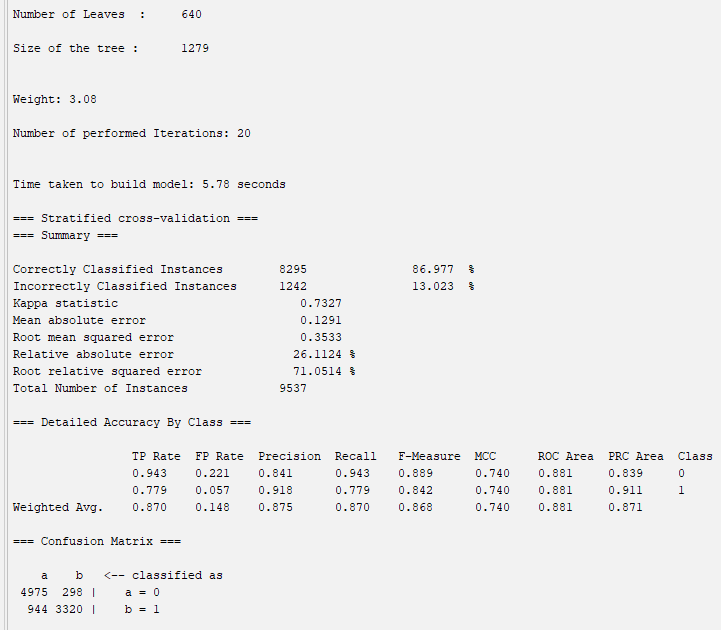 Number of Leaves  :     640
Size of the tree :      1279
Weight: 3.08
Number of performed Iterations: 20
Time taken to build model: 5.78 seconds
=== Stratified cross-validation ===
=== Summary ===
Correctly Classified Instances        8295               86.977  %
Incorrectly Classified Instances      1242               13.023  %
Kappa statistic                          0.7327
Mean absolute error                      0.1291
Root mean squared error                  0.3533
Relative absolute error                 26.1124 %
Root relative squared error             71.0514 %
Total Number of Instances             9537
=== Detailed Accuracy By Class ===
                 TP Rate  FP Rate  Precision  Recall   F-Measure  MCC      ROC Area  PRC Area  Class
                 0.943    0.221    0.841      0.943    0.889      0.740    0.881     0.839     0
                 0.779    0.057    0.918      0.779    0.842      0.740    0.881     0.911     1
Weighted Avg.    0.870    0.148    0.875      0.870    0.868      0.740    0.881     0.871
=== Confusion Matrix ===
    a    b   <-- classified as
 4975  298 |    a = 0
  944 3320 |    b = 1